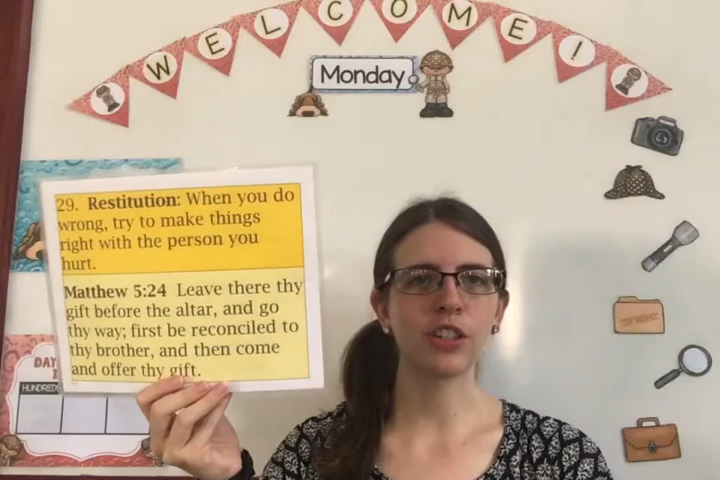 WELCOME!
Monday
29. Restitution: When you do
wrong, try to make things
right with the person you
hurt.
Matthew 5:24 Leave there thy
gift before the altar, and go
thy way; first be reconciled to
thy brother, and then come
and offer thy gift.
DAY
HUNDREDS